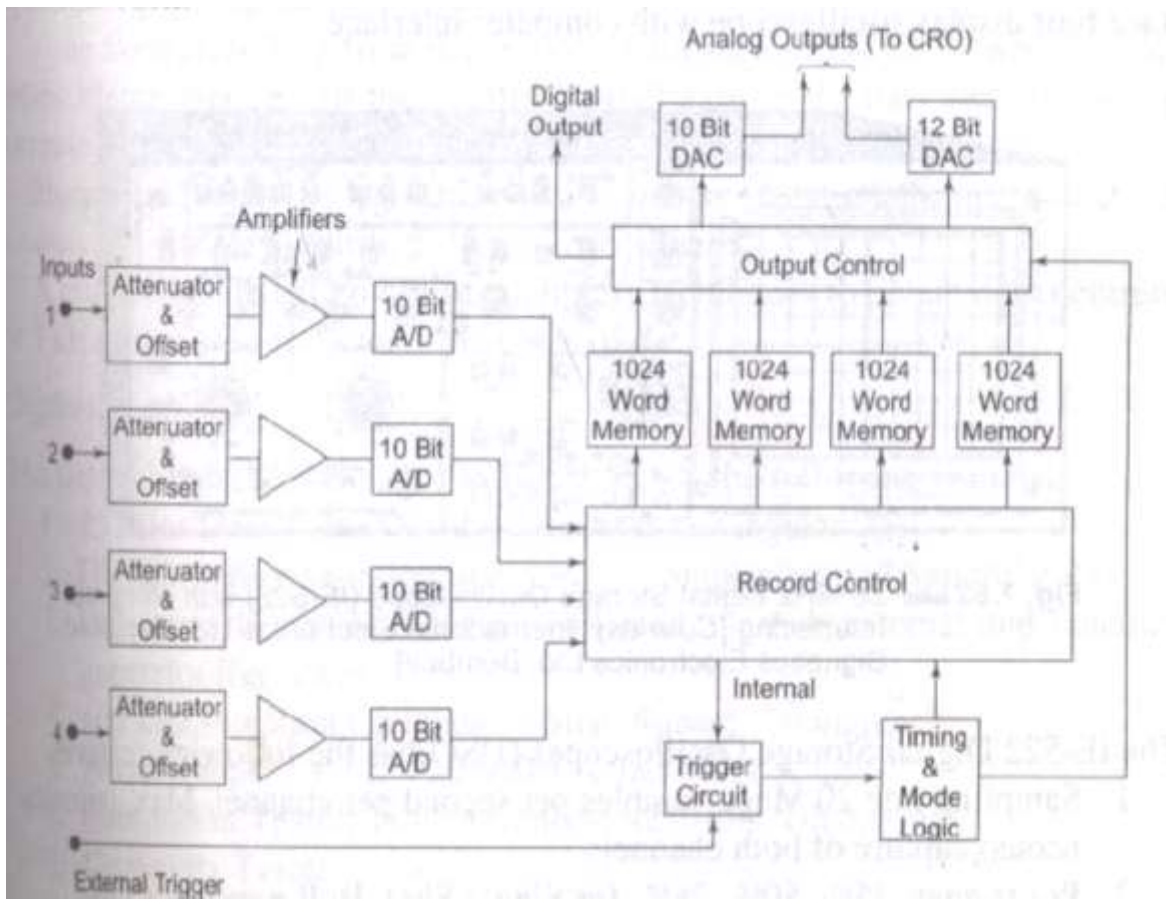 Analog Outputs (To CRO)
Digital
Output
10 Bit
DAC
12 Bit
DAC
Amplifiers
Output Control
Inputs
1
Attenuator
&
Offset
10 Bit
A/D
1024
Word
Memory
1024
Word
Memory
1024
Word
Memory
1024
Word
Memory
2
Attenuator
&
Offset
10 Bit
A/D
3
Attenuator
&
Offset
10 Bit
A/D
Record Control
4
Attenuator
&
Offset
10 Bit
A/D
Internal
Trigger
Circuit
Timing
&
Mode
Logic
External Trigger